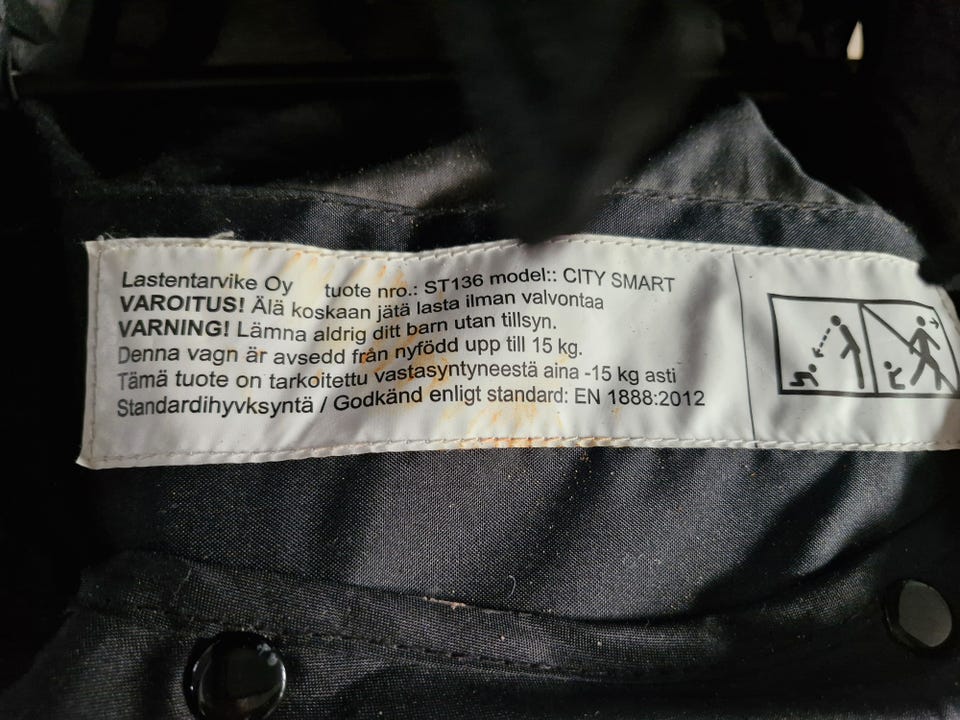 Lastentarvike Oy tuote nro.: ST136 model:: CITY SMART
VAROITUS! Älä koskaan jätä lasta ilman valvontaa
VARNING! Lämna aldrig ditt barn utan tillsyn.
Denna vagn är avsedd från nyfödd upp till 15 kg.
Tämä tuote on tarkoitettu vastasyntyneestä aina -15 kg asti
Standardihyvksyntä / Godkänd enligt standard: EN 1888:2012